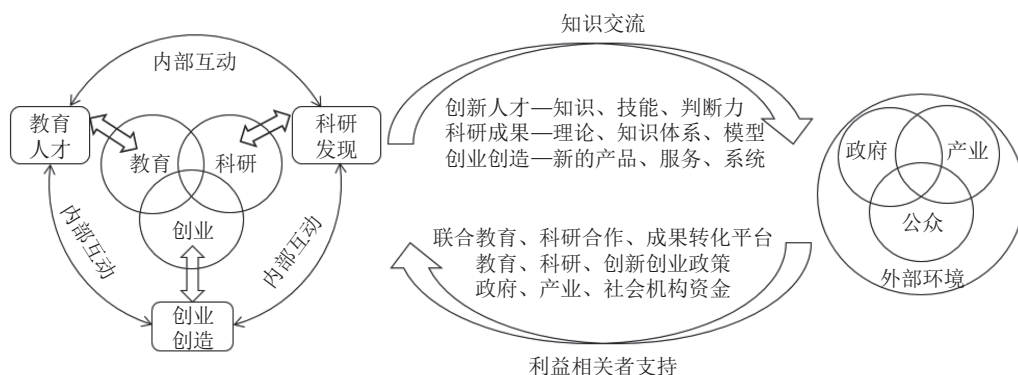 知识交流
内部互动
教育
人才
科研
发现
教育
科研
创业
内部互动
内部互动
创业
创造
创新人才—知识、技能、判断力
科研成果—理论、知识体系、模型
创业创造—新的产品、服务、系统
联合教育、科研合作、成果转化平台
教育、科研、创新创业政策
政府、产业、社会机构资金
利益相关者支持
政府
产业
公众
外部环境